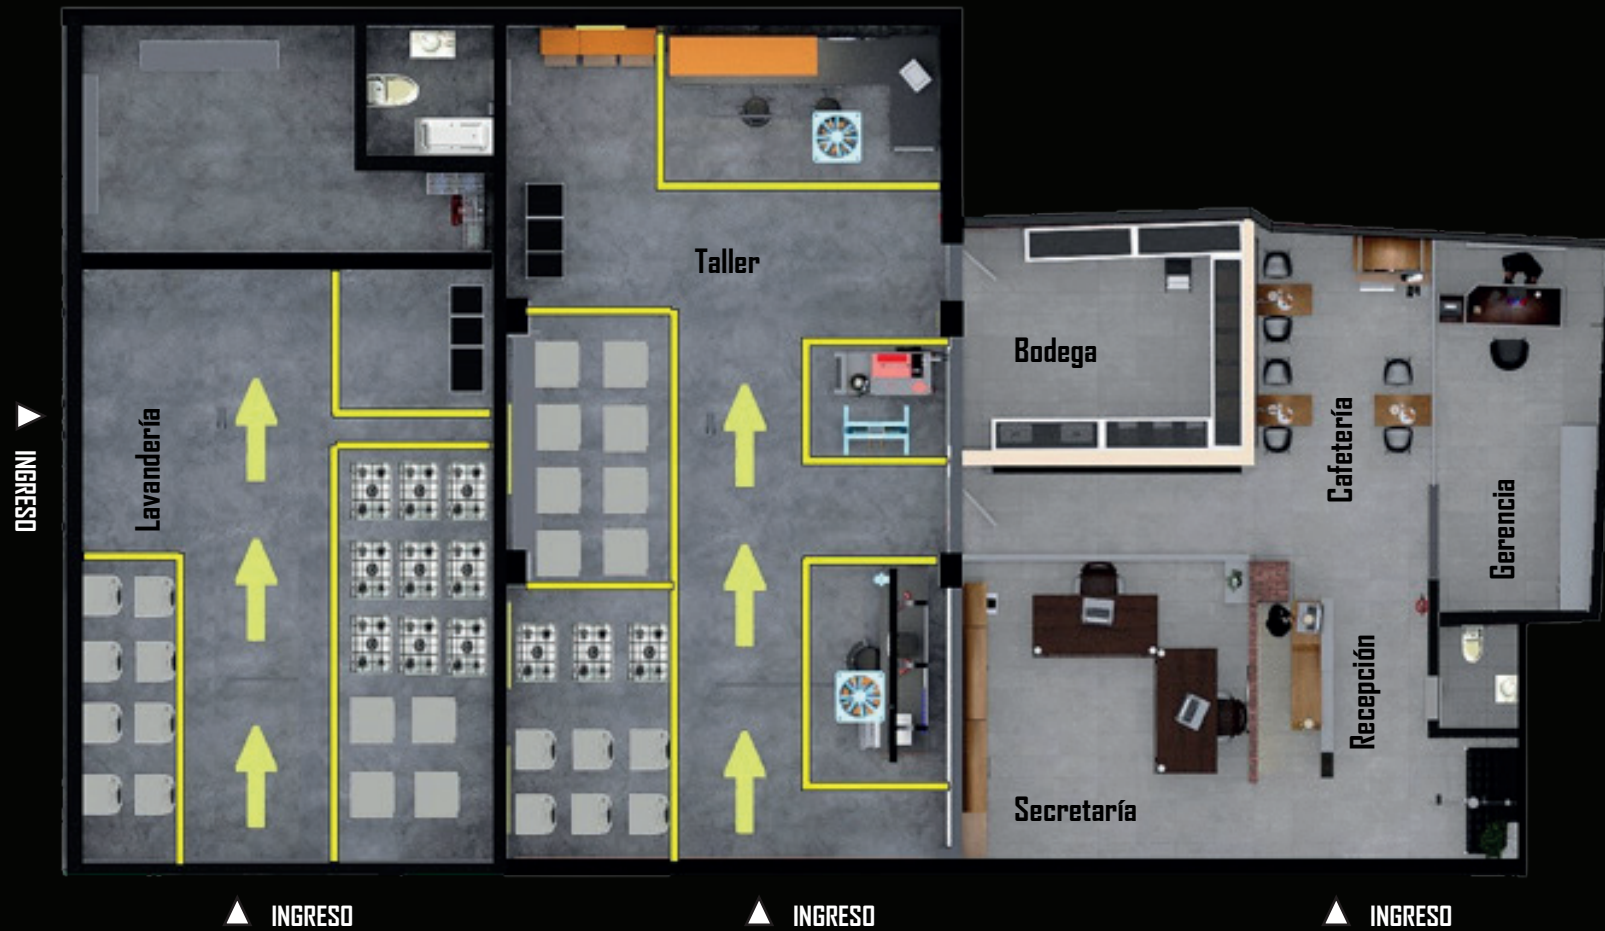 Taller
Bodega
Lavandería
Cafetería
Gerencia
INGRESO
Recepción
Secretaría
INGRESO
INGRESO
INGRESO